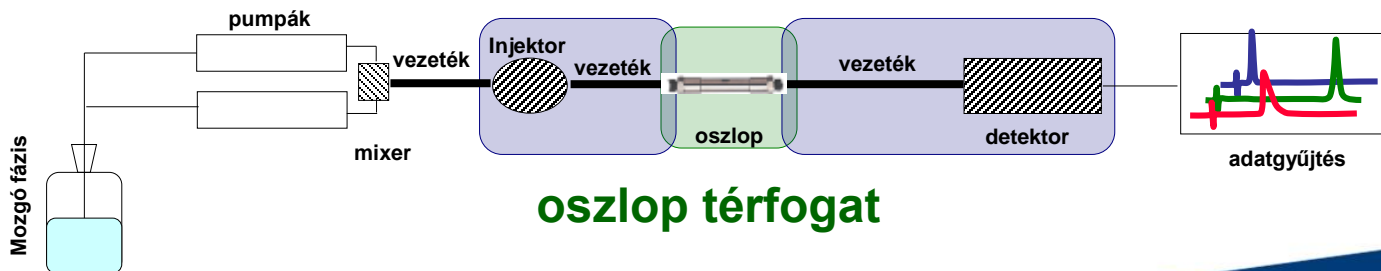 pumpák
vezeték
Injektor
vezeték
vezeték
mixer
oszlop
detektor
adatgyűjtés
Mozgó fázis
oszlop térfogat